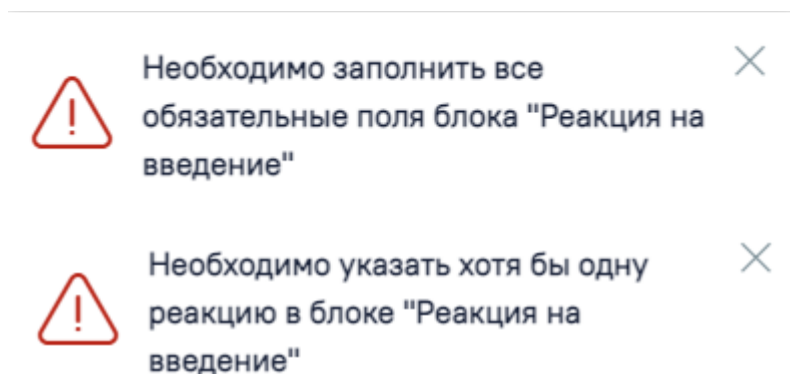 Необходимо заполнить все
обязательные поля блока "Реакция на
введение"
Необходимо указать хотя бы одну
реакцию в блоке "Реакция на
введение"